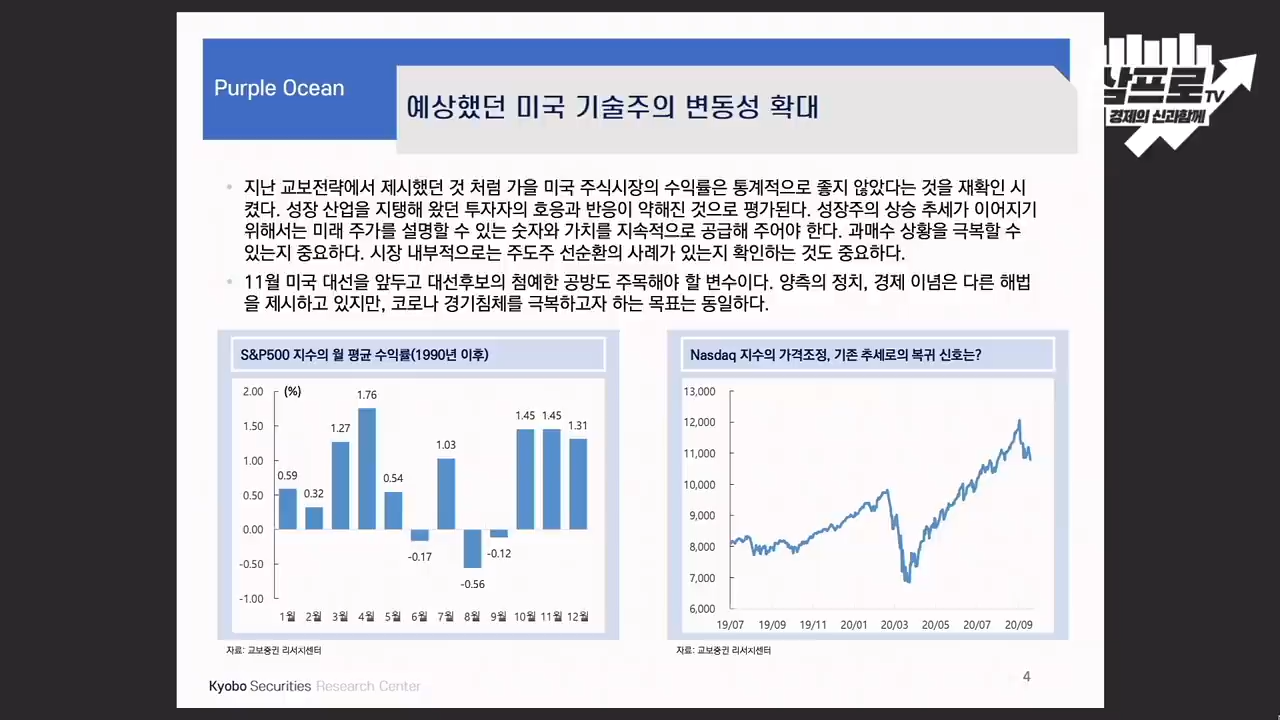 Purple Ocean
예상했던 미국 기술주의 변동성 확대
삼프로TV
경제의 신과함께
지난 교보전략에서 제시했던 것 처럼 가을 미국 주식시장의 수익률은 통계적으로 좋지 않았다는 것을 재확인 시
켰다. 성장 산업을 지탱해 왔던 투자자의 호응과 반응이 약해진 것으로 평가된다. 성장주의 상승 추세가 이어지기
위해서는 미래 주가를 설명할 수 있는 숫자와 가치를 지속적으로 공급해 주어야 한다. 과매수 상황을 극복할 수
있는지 중요하다. 시장 내부적으로는 주도주 선순환의 사례가 있는지 확인하는 것도 중요하다.
11월 미국 대선을 앞두고 대선후보의 첨예한 공방도 주목해야 할 변수이다. 양측의 정치, 경제 이념은 다른 해법
을 제시하고 있지만, 코로나 경기침체를 극복하고자 하는 목표는 동일하다.
S&P500 지수의 월 평균 수익률(1990년 이후)
(%)
2.00
1.50
1.00
0.50
0.00
-0.50
-1.00
0.59
0.32
1.27
1.76
0.54
-0.17
1.03
-0.56
-0.12
1.45
1.45
1.31
1월 2월 3월 4월 5월 6월 7월 8월 9월 10월 11월 12월
자료: 교보증권 리서치센터
Nasdaq 지수의 가격조정, 기존 추세로의 복귀 신호는?
13,000
12,000
11,000
10,000
9,000
8,000
7,000
6,000
19/07 19/09 19/11 20/01 20/03 20/05 20/07 20/09
자료: 교보증권 리서치센터
Kyobo Securities Research Center
4